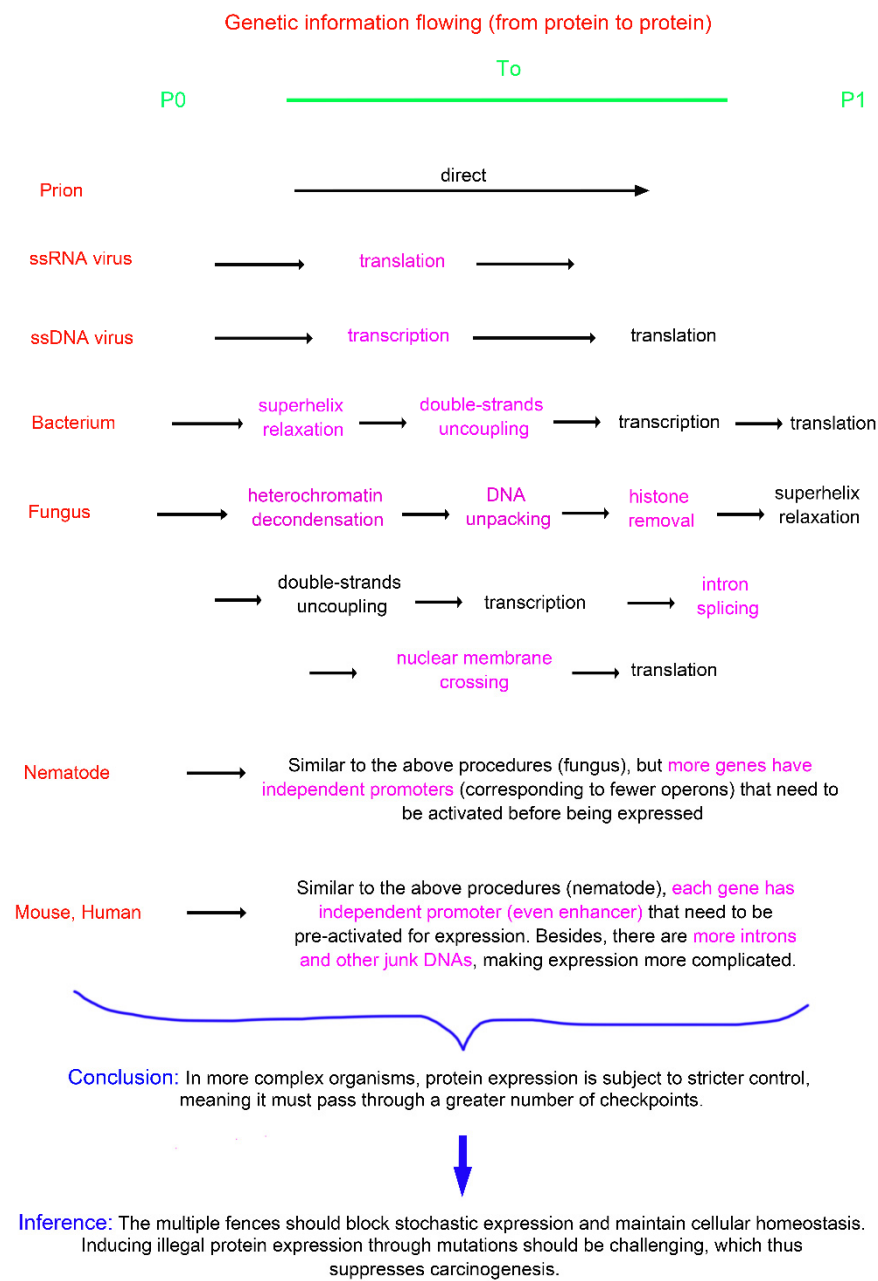 Genetic information flowing (from protein to protein)
To
P0 P1
Prion direct
ssRNA virus translation
ssDNA virus transcription translation
Bacterium superhelix relaxation double-strands uncoupling transcription translation
Fungus heterochromatin decondensation DNA unpacking histone removal superhelix relaxation
double-strands uncoupling transcription intron splicing
nuclear membrane crossing translation
Nematode
Similar to the above procedures (fungus), but more genes have
independent promoters (corresponding to fewer operons) that need to
be activated before being expressed
Mouse, Human
Similar to the above procedures (nematode), each gene has
independent promoter (even enhancer) that need to be
pre-activated for expression. Besides, there are more introns
and other junk DNAs, making expression more complicated.
Conclusion: In more complex organisms, protein expression is subject to stricter control,
meaning it must pass through a greater number of checkpoints.
Inference: The multiple fences should block stochastic expression and maintain cellular homeostasis.
Inducing illegal protein expression through mutations should be challenging, which thus
suppresses carcinogenesis.